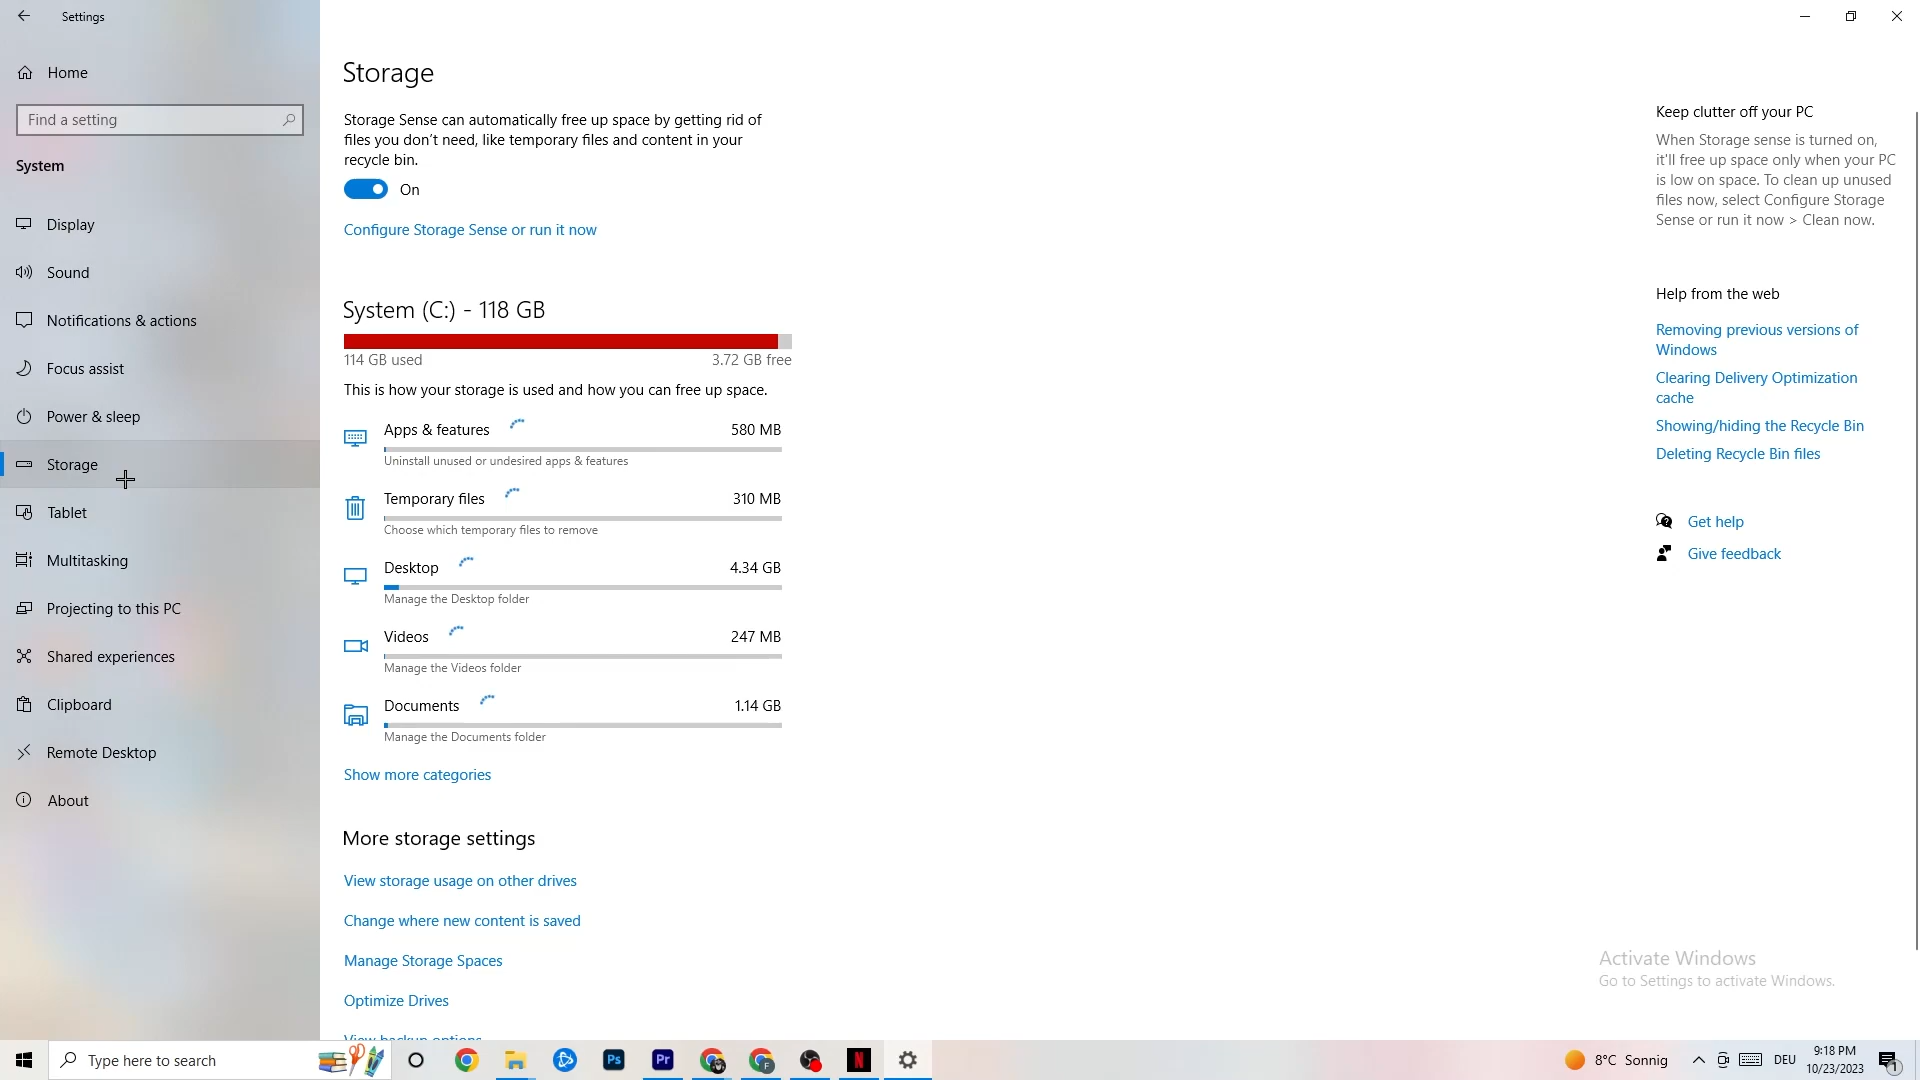 Settings
Home
Find a setting
System
Display
Sound
Notifications & actions
Focus assist
Power & sleep
Storage
Tablet
Multitasking
Projecting to this PC
Shared experiences
Clipboard
Remote Desktop
About
Storage
Storage Sense can automatically free up space by getting rid of
files you don't need, like temporary files and content in your
recycle bin.
On
Configure Storage Sense or run it now
System (C:) - 118 GB
114 GB used 3.72 GB free
This is how your storage is used and how you can free up space.
Apps & features 580 MB
Uninstall unused or undesired apps & features
Temporary files 310 MB
Choose which temporary files to remove
Desktop 4.34 GB
Manage the Desktop folder
Videos 247 MB
Manage the Videos folder
Documents 1.14 GB
Manage the Documents folder
Show more categories
More storage settings
View storage usage on other drives
Change where new content is saved
Manage Storage Spaces
Optimize Drives
View backup options
Keep clutter off your PC
When Storage sense is turned on,
it'll free up space only when your PC
is low on space. To clean up unused
files now, select Configure Storage
Sense or run it now > Clean now.
Help from the web
Removing previous versions of
Windows
Clearing Delivery Optimization
cache
Showing/hiding the Recycle Bin
Deleting Recycle Bin files
Get help
Give feedback
Activate Windows
Go to Settings to activate Windows.
Type here to search
Ps
Pr
F
N
8°C Sonnig
DEU
9:18 PM
10/23/2023
1